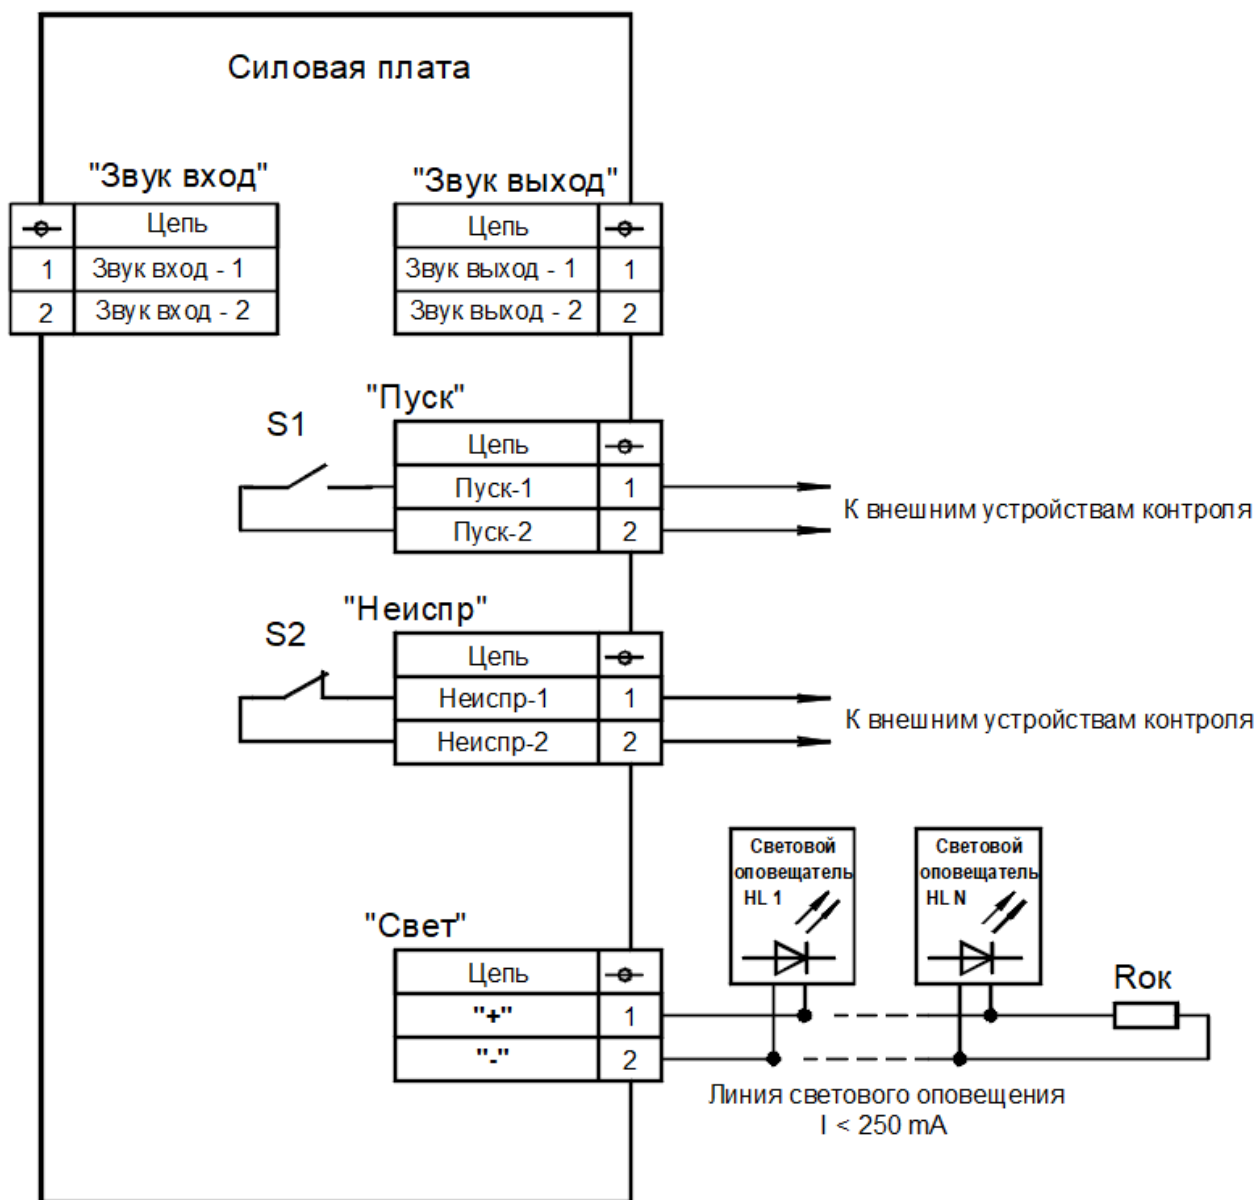 Силовая плата
"Звук вход"
Цепь
1 Звук вход - 1
2 Звук вход - 2
"Звук выход"
Цепь
Звук выход - 1 1
Звук выход - 2 2
S1
"Пуск"
Цепь
Пуск-1 1
Пуск-2 2
К внешним устройствам контроля
S2
"Неиспр"
Цепь
Неиспр-1 1
Неиспр-2 2
К внешним устройствам контроля
"Свет"
Цепь
"+" 1
"-" 2
Световой
оповещатель
HL 1
Световой
оповещатель
HL N
Rок
Линия светового оповещения
I < 250 mA